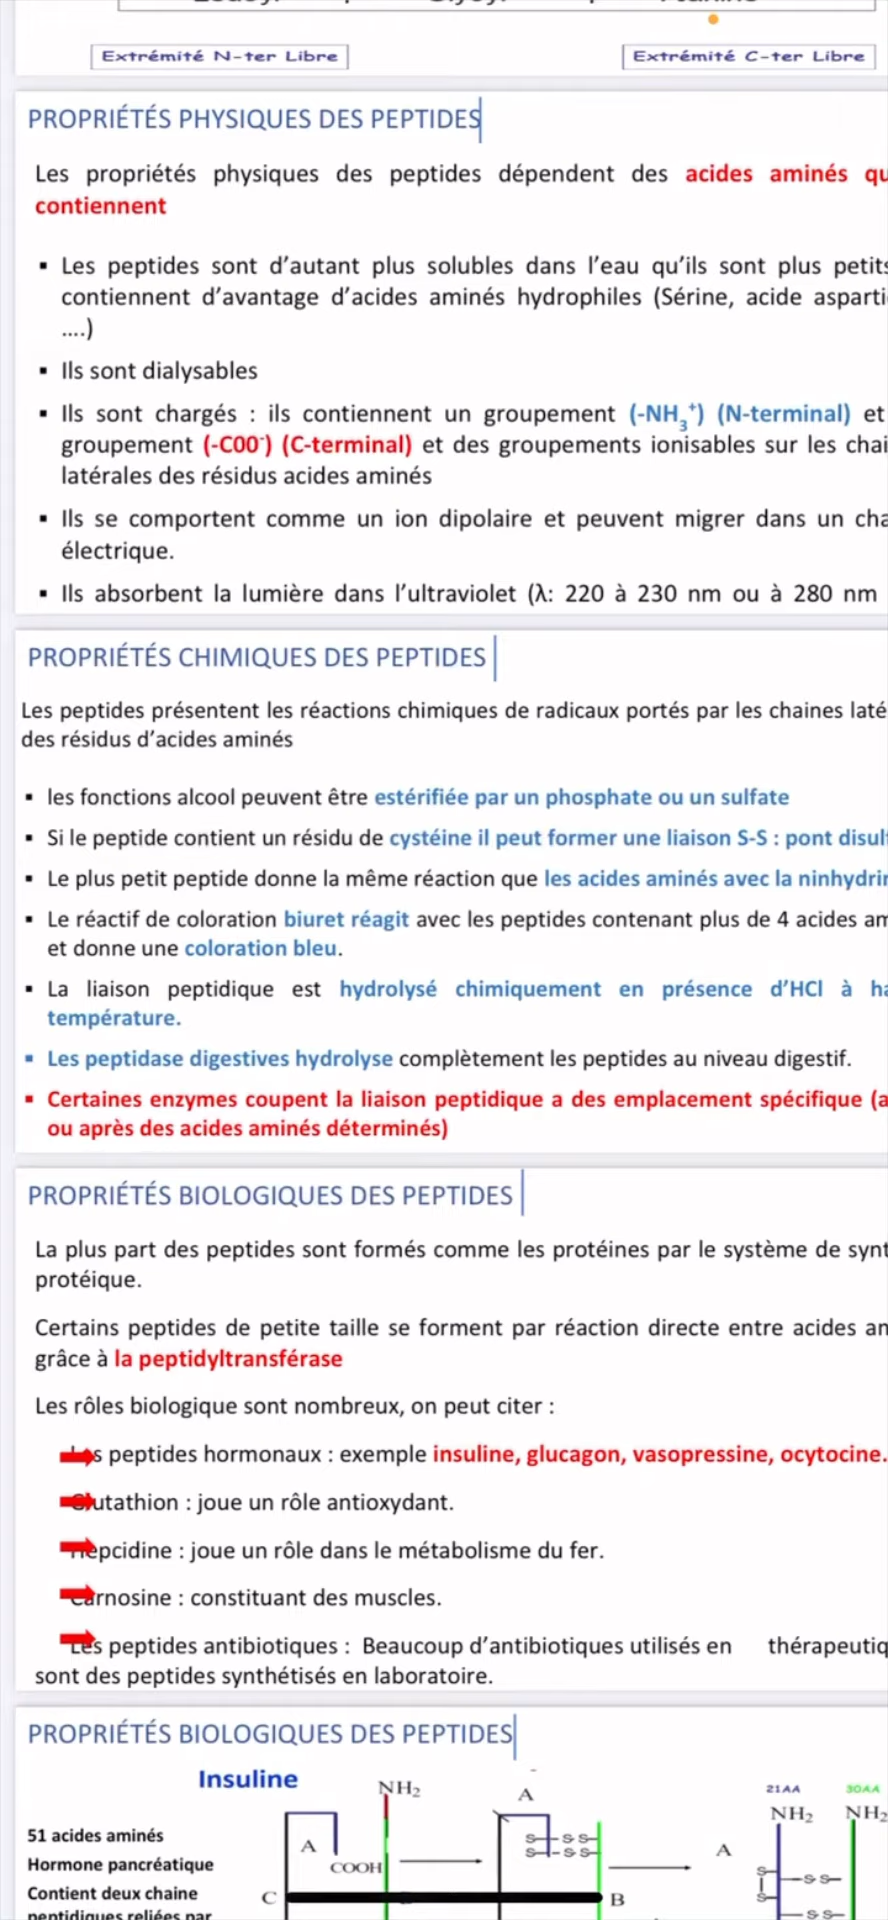 Extrémité N-ter Libre
Extrémité C-ter Libre
PROPRIÉTÉS PHYSIQUES DES PEPTIDES
Les propriétés physiques des peptides dépendent des acides aminés qu
contiennent
▪ Les peptides sont d’autant plus solubles dans l’eau qu’ils sont plus petits
contiennent d’avantage d’acides aminés hydrophiles (Sérine, acide asparti
....)
▪ Ils sont dialysables
▪ Ils sont chargés : ils contiennent un groupement (-NH₃⁺) (N-terminal) et
groupement (-C00⁻) (C-terminal) et des groupements ionisables sur les chai
latérales des résidus acides aminés
▪ Ils se comportent comme un ion dipolaire et peuvent migrer dans un cha
électrique.
▪ Ils absorbent la lumière dans l’ultraviolet (λ: 220 à 230 nm ou à 280 nm
PROPRIÉTÉS CHIMIQUES DES PEPTIDES
Les peptides présentent les réactions chimiques de radicaux portés par les chaines laté
des résidus d’acides aminés
▪ les fonctions alcool peuvent être estérifiée par un phosphate ou un sulfate
▪ Si le peptide contient un résidu de cystéine il peut former une liaison S-S : pont disul
▪ Le plus petit peptide donne la même réaction que les acides aminés avec la ninhydri
▪ Le réactif de coloration biuret réagit avec les peptides contenant plus de 4 acides am
et donne une coloration bleu.
▪ La liaison peptidique est hydrolysé chimiquement en présence d’HCl à ha
température.
▪ Les peptidase digestives hydrolyse complètement les peptides au niveau digestif.
▪ Certaines enzymes coupent la liaison peptidique a des emplacement spécifique (a
ou après des acides aminés déterminés)
PROPRIÉTÉS BIOLOGIQUES DES PEPTIDES
La plus part des peptides sont formés comme les protéines par le système de synt
protéique.
Certains peptides de petite taille se forment par réaction directe entre acides am
grâce à la peptidyltransférase
Les rôles biologique sont nombreux, on peut citer :
Les peptides hormonaux : exemple insuline, glucagon, vasopressine, ocytocine.
Glutathion : joue un rôle antioxydant.
Hepcidine : joue un rôle dans le métabolisme du fer.
Carnosine : constituant des muscles.
Les peptides antibiotiques : Beaucoup d’antibiotiques utilisés en thérapeutiq
sont des peptides synthétisés en laboratoire.
PROPRIÉTÉS BIOLOGIQUES DES PEPTIDES
Insuline
NH₂
A
21AA
30AA
NH₂
NH₂
51 acides aminés
A
S S S
S S S
A
Hormone pancréatique
COOH
S S S
Contient deux chaine
C
B
S
peptidiques reliées par
S S